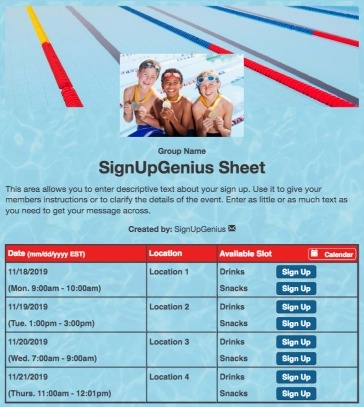 Group Name
SignUpGenius Sheet
This area allows you to enter descriptive text about your sign up. Use it to give your
members instructions or to clarify the details of the event. Enter as little or as much text as
you need to get your message across.
Created by: SignUpGenius
Date (mm/dd/yyyy EST) Location Available Slot Calendar
11/18/2019 Location 1 Drinks Sign Up
(Mon. 9:00am - 10:00am) Snacks Sign Up
11/19/2019 Location 2 Drinks Sign Up
(Tue. 1:00pm - 3:00pm) Snacks Sign Up
11/20/2019 Location 3 Drinks Sign Up
(Wed. 7:00am - 9:00am) Snacks Sign Up
11/21/2019 Location 4 Drinks Sign Up
(Thurs. 11:00am - 12:01pm) Snacks Sign Up